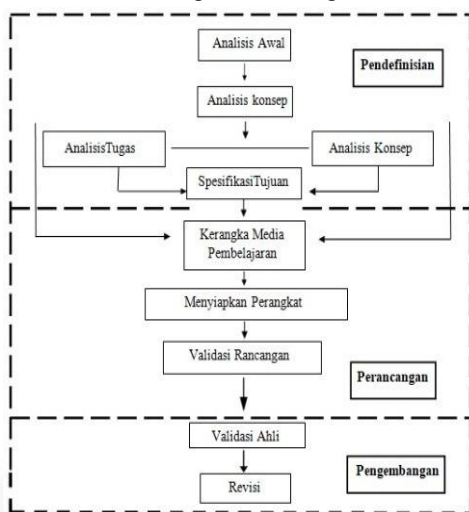 Analisis Awal
Pendefinisian
Analisis konsep
AnalisisTugas
Analisis Konsep
SpesifikasiTujuan
Kerangka Media
Pembelajaran
Menyiapkan Perangkat
Validasi Rancangan
Perancangan
Validasi Ahli
Pengembangan
Revisi